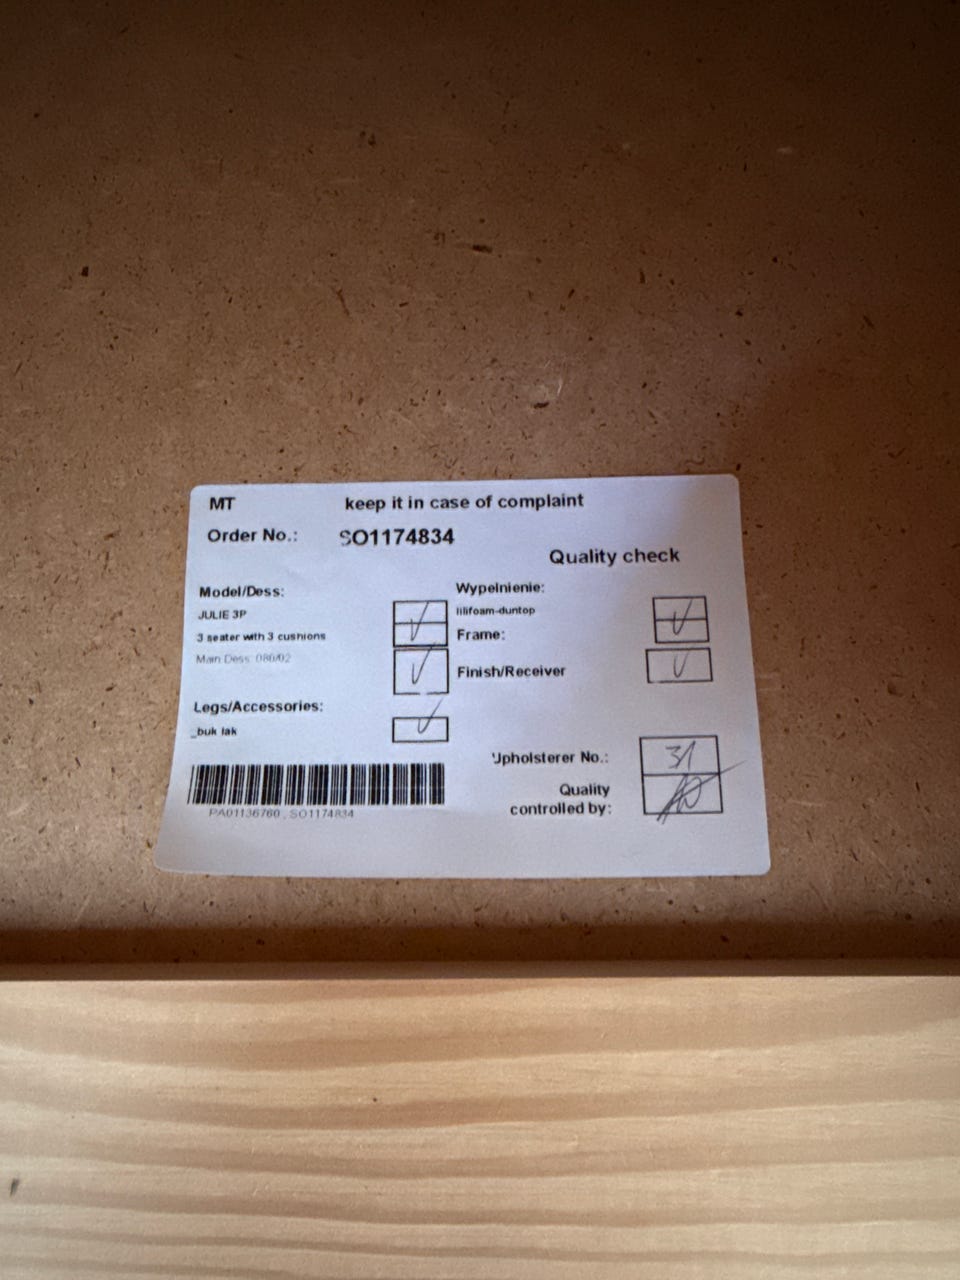 MT keep it in case of complaint
Order No.: SO1174834
Quality check
Model/Dess: Wypelnienie:
JULIE 3P lilifoam-duntop
3 seater with 3 cushions Frame:
Main Dess: 080/02
Finish/Receiver
Legs/Accessories:
_buk lak
Upholsterer No.: 31
Quality
controlled by:
PA01136760 , SO1174834